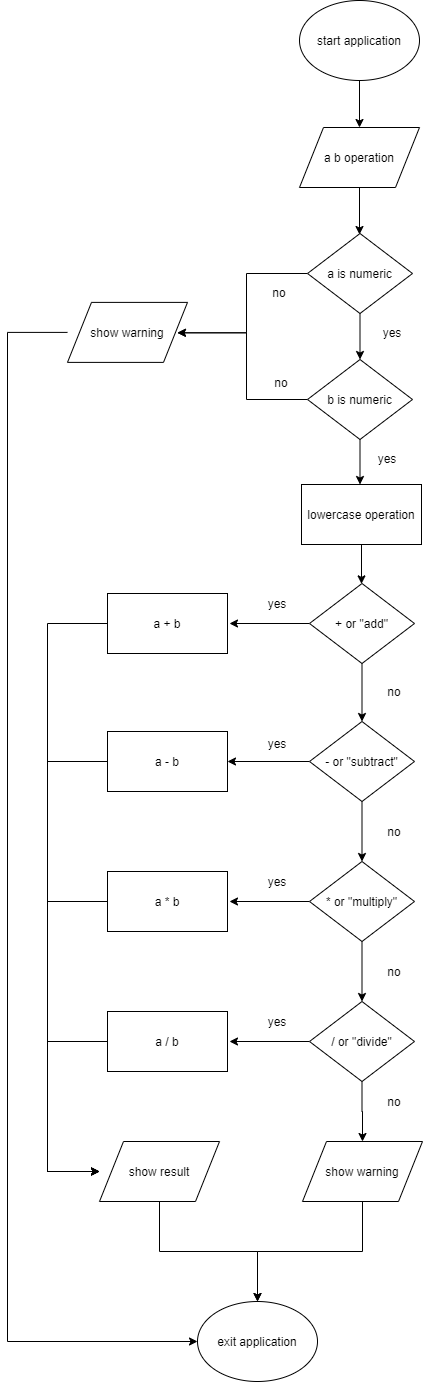 start application
a b operation
a is numeric
no
show warning
yes
no
b is numeric
yes
lowercase operation
yes
a + b
+ or "add"
no
yes
a - b
- or "subtract"
no
yes
a * b
* or "multiply"
no
yes
a / b
/ or "divide"
no
show result
show warning
exit application